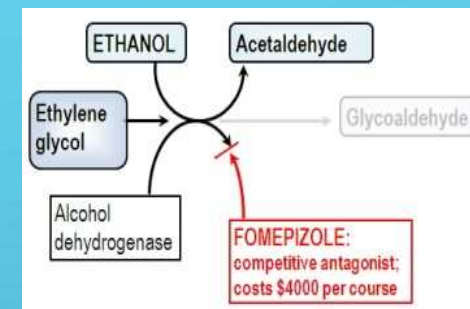 ETHANOL
Acetaldehyde
Ethylene
glycol
Glycoaldehyde
Alcohol
dehydrogenase
FOMEPIZOLE:
competitive antagonist;
costs $4000 per course